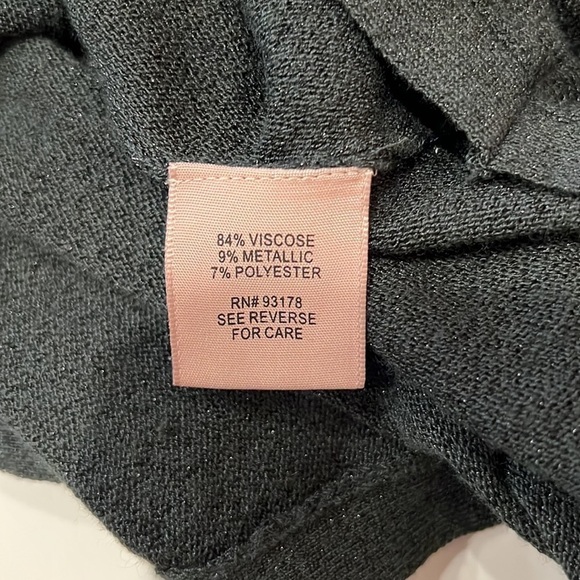 84% VISCOSE
9% METALLIC
7% POLYESTER
RN# 93178
SEE REVERSE
FOR CARE